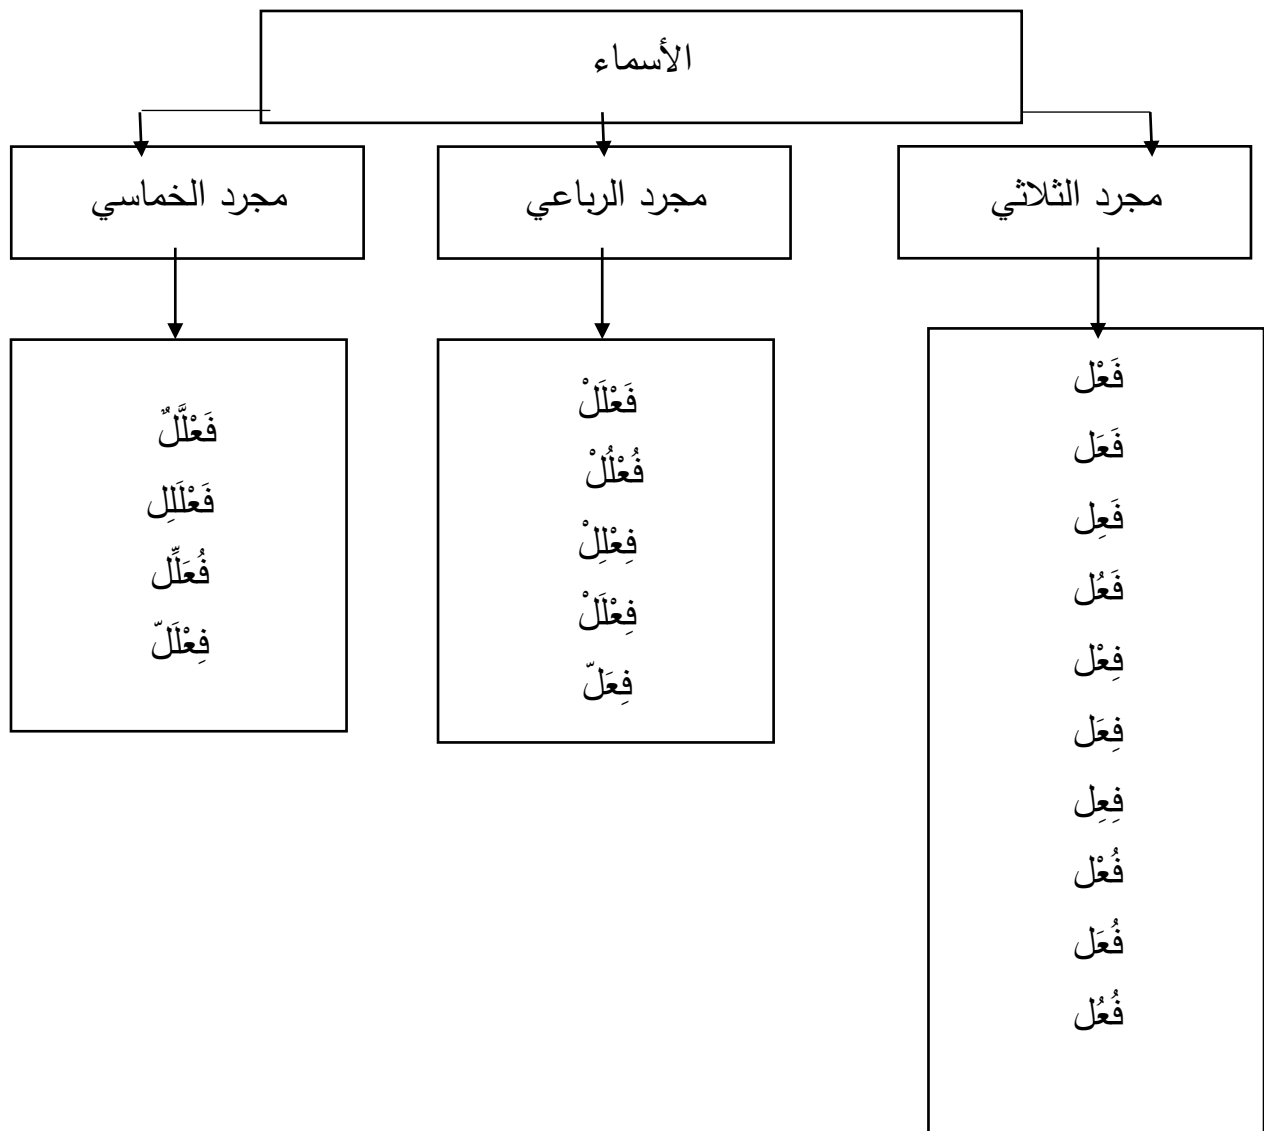 الأسماء
مجرد الثلاثي
مجرد الرباعي
مجرد الخماسي
فَعْل
فَعَل
فَعِل
فَعُل
فِعْل
فِعَل
فِعِل
فُعْل
فُعَل
فُعُل
فَعْلَلْ
فُعْلُلْ
فِعْلِلْ
فِعْلَلْ
فِعَلّ
فَعْلَّلٌ
فَعْلَلِل
فُعَلِّل
فِعْلَلّ